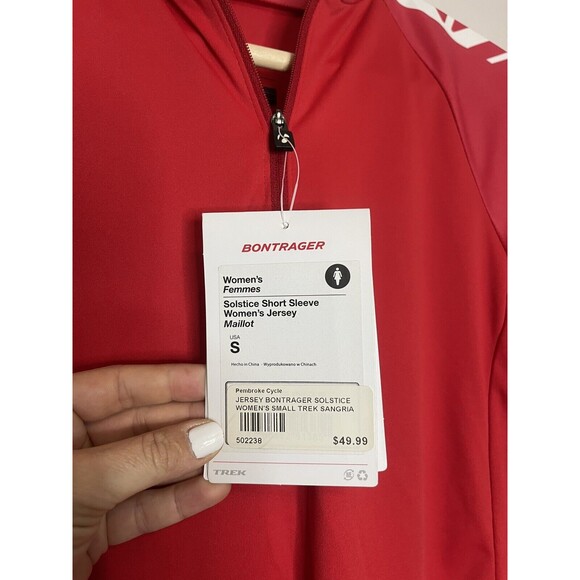 BONTRAGER
Women's
Femmes
Solstice Short Sleeve
Women's Jersey
Maillot
USA
S
Hecho in China · Wyprodukowano w Chinach
Pembroke Cycle
JERSEY BONTRAGER SOLSTICE
WOMEN'S SMALL TREK SANGRIA
502238
$49.99
TREK